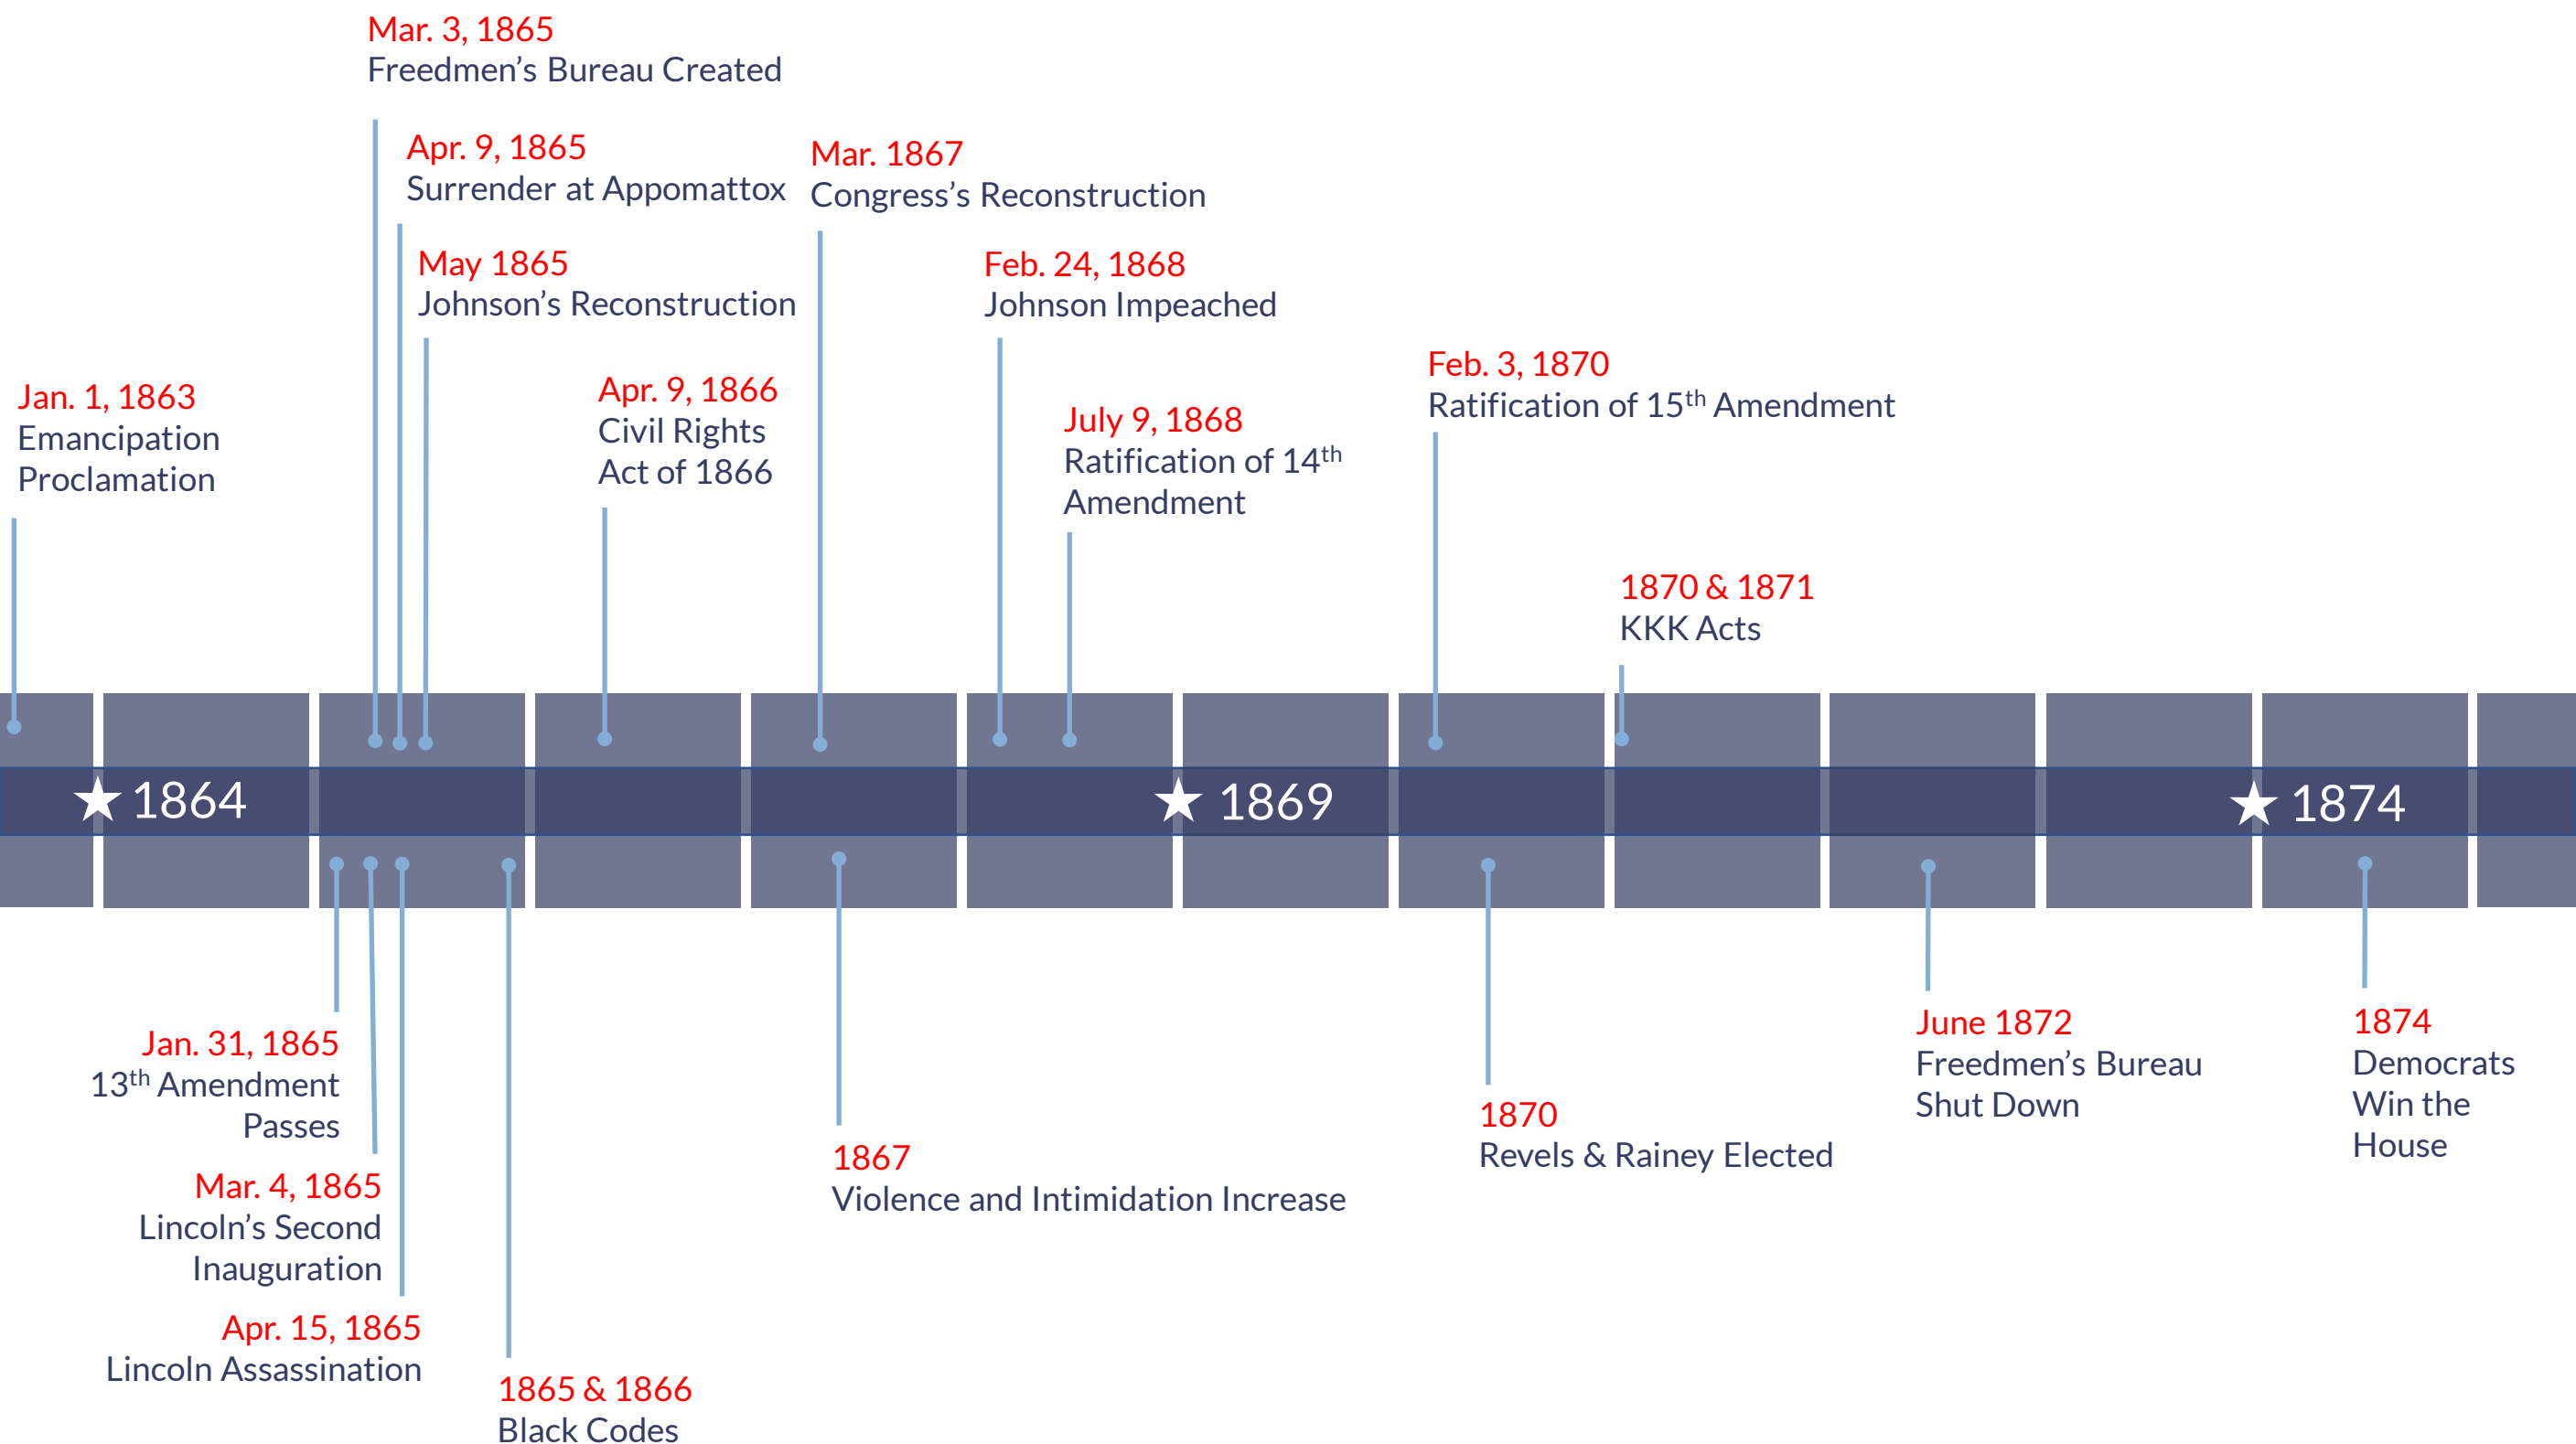 Mar. 3, 1865
Freedmen’s Bureau Created
Apr. 9, 1865
Surrender at Appomattox
Mar. 1867
Congress’s Reconstruction
May 1865
Johnson’s Reconstruction
Feb. 24, 1868
Johnson Impeached
Jan. 1, 1863
Emancipation
Proclamation
Apr. 9, 1866
Civil Rights
Act of 1866
July 9, 1868
Ratification of 14th
Amendment
Feb. 3, 1870
Ratification of 15th Amendment
1870 & 1871
KKK Acts
1864
1869
1874
Jan. 31, 1865
13th Amendment
Passes
Mar. 4, 1865
Lincoln’s Second
Inauguration
Apr. 15, 1865
Lincoln Assassination
1865 & 1866
Black Codes
1867
Violence and Intimidation Increase
1870
Revels & Rainey Elected
June 1872
Freedmen’s Bureau
Shut Down
1874
Democrats
Win the
House